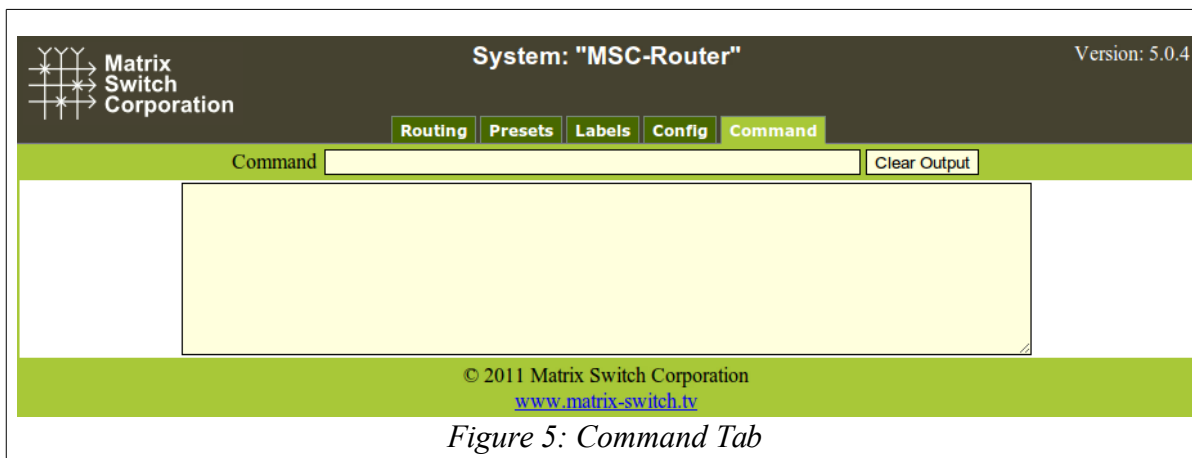 Matrix
Switch
Corporation
System: "MSC-Router"
Version: 5.0.4
Routing Presets Labels Config Command
Command Clear Output
© 2011 Matrix Switch Corporation
www.matrix-switch.tv
Figure 5: Command Tab